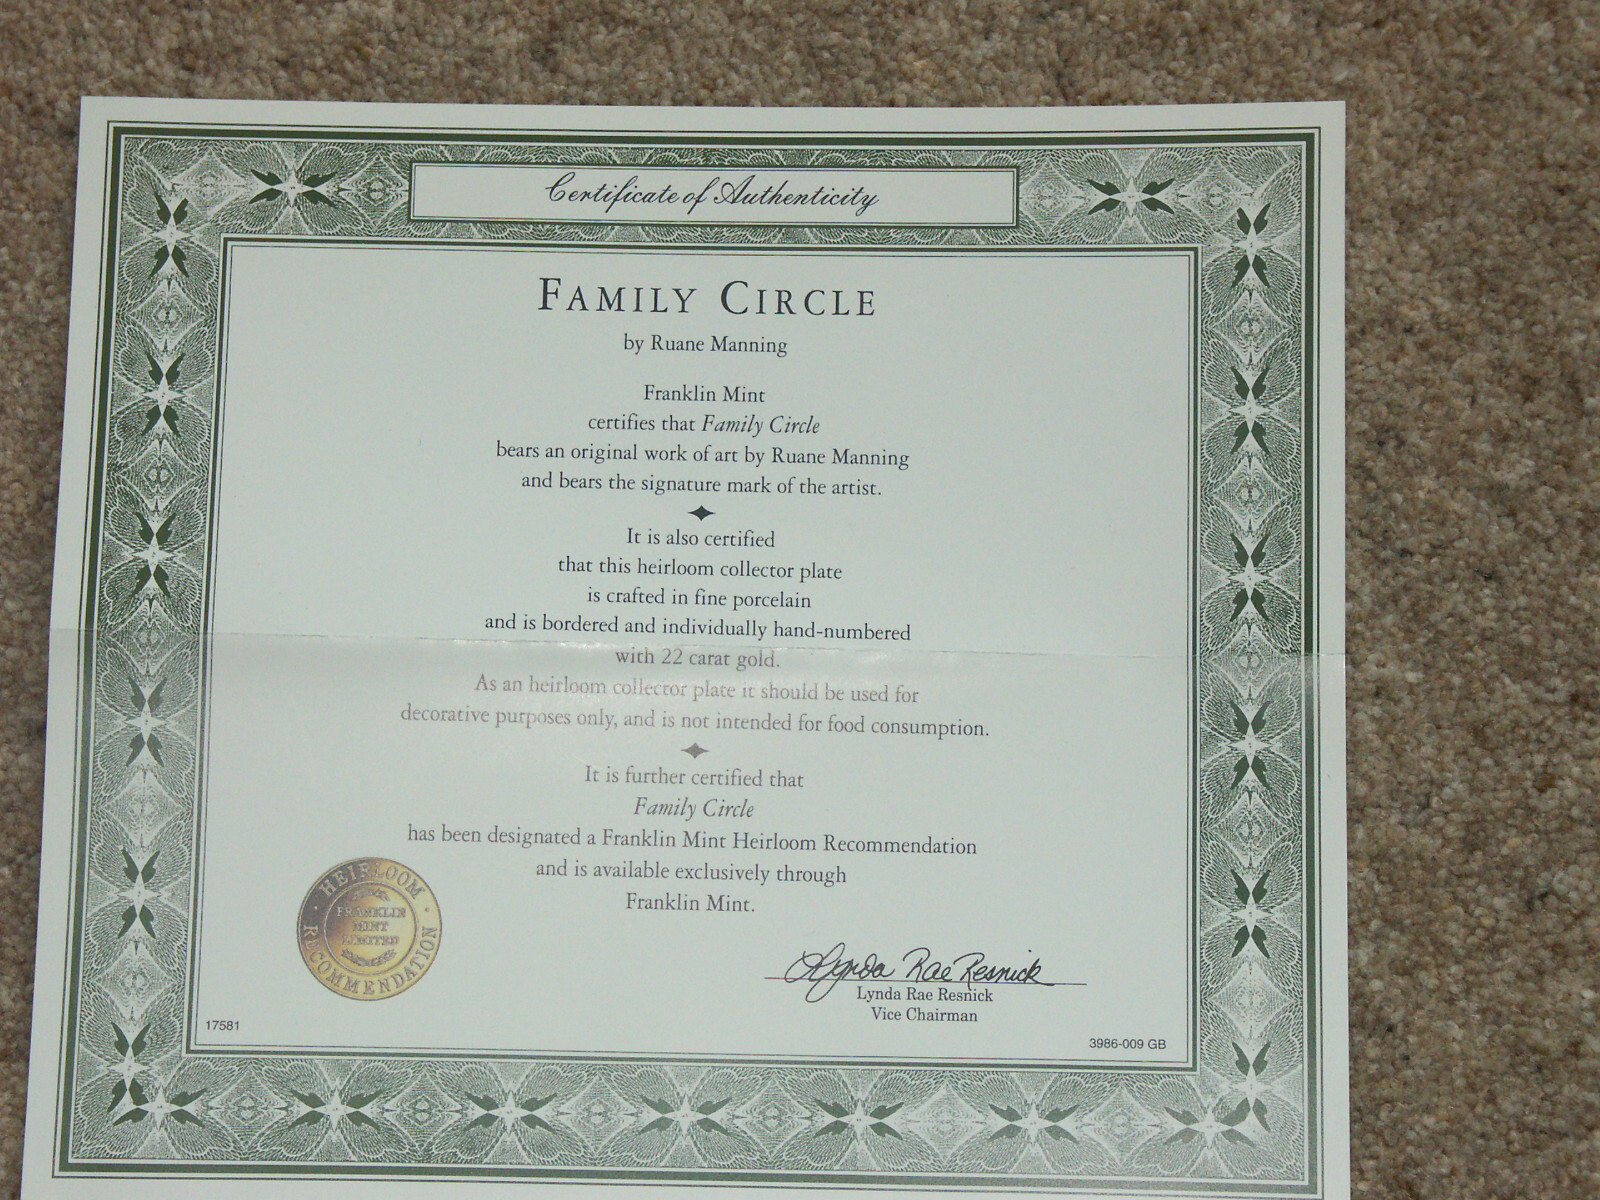 Certificate of Authenticity
FAMILY CIRCLE
by Ruane Manning
Franklin Mint
certifies that Family Circle
bears an original work of art by Ruane Manning
and bears the signature mark of the artist.
It is also certified
that this heirloom collector plate
is crafted in fine porcelain
and is bordered and individually hand-numbered
with 22 carat gold.
As an heirloom collector plate it should be used for
decorative purposes only, and is not intended for food consumption.
It is further certified that
Family Circle
has been designated a Franklin Mint Heirloom Recommendation
and is available exclusively through
Franklin Mint.
HEIRLOOM
RECOMMENDATION
FRANKLIN
MINT
LIMITED
Lynda Rae Resnick
Lynda Rae Resnick
Vice Chairman
17581
3986-009 GB